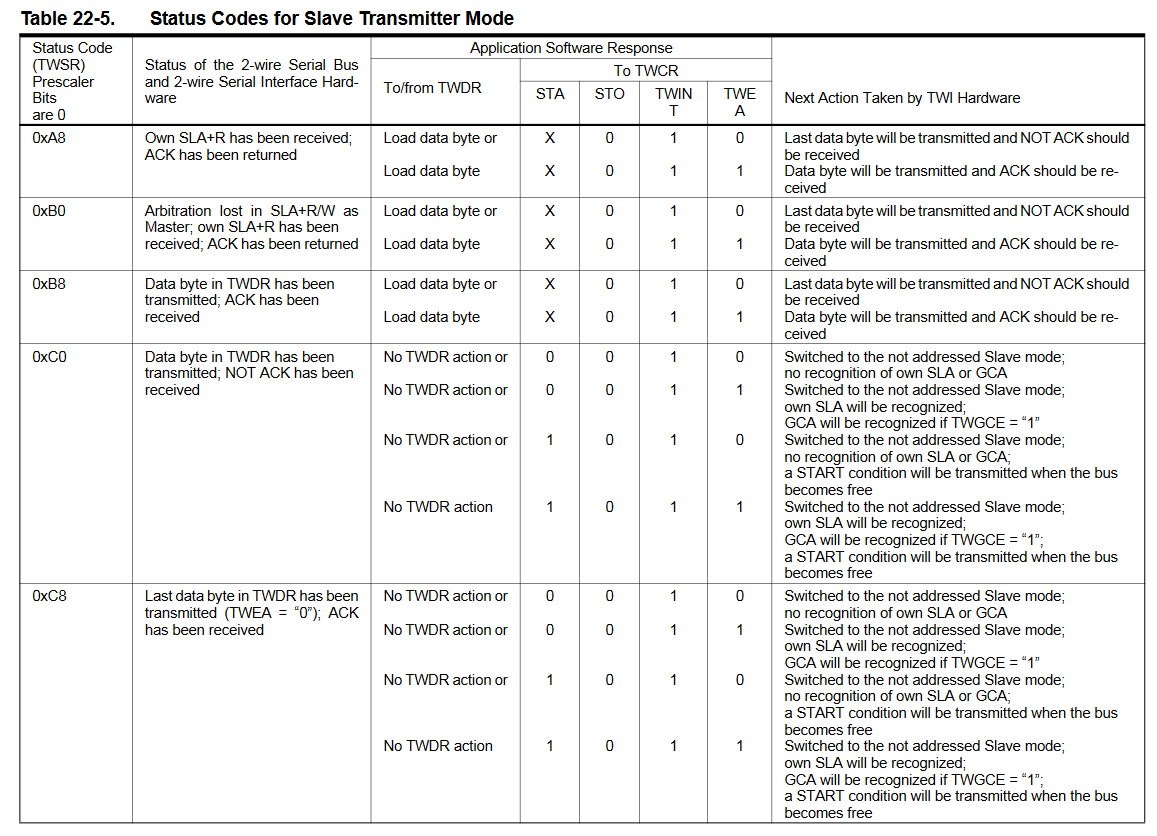 Table 22-5. Status Codes for Slave Transmitter Mode
Status Code
(TWSR)
Prescaler
Bits
are 0
Status of the 2-wire Serial Bus
and 2-wire Serial Interface Hard-
ware
Application Software Response
To/from TWDR
To TWCR
STA
STO
TWIN
T
TWE
A
Next Action Taken by TWI Hardware
0xA8
Own SLA+R has been received;
ACK has been returned
Load data byte or X 0 1 0
Last data byte will be transmitted and NOT ACK should
be received
Load data byte X 0 1 1
Data byte will be transmitted and ACK should be re-
ceived
0xB0
Arbitration lost in SLA+R/W as
Master; own SLA+R has been
received; ACK has been returned
Load data byte or X 0 1 0
Last data byte will be transmitted and NOT ACK should
be received
Load data byte X 0 1 1
Data byte will be transmitted and ACK should be re-
ceived
0xB8
Data byte in TWDR has been
transmitted; ACK has been
received
Load data byte or X 0 1 0
Last data byte will be transmitted and NOT ACK should
be received
Load data byte X 0 1 1
Data byte will be transmitted and ACK should be re-
ceived
0xC0
Data byte in TWDR has been
transmitted; NOT ACK has been
received
No TWDR action or 0 0 1 0
Switched to the not addressed Slave mode;
no recognition of own SLA or GCA
No TWDR action or 0 0 1 1
Switched to the not addressed Slave mode;
own SLA will be recognized;
GCA will be recognized if TWGCE = “1”
No TWDR action or 1 0 1 0
Switched to the not addressed Slave mode;
no recognition of own SLA or GCA;
a START condition will be transmitted when the bus
becomes free
No TWDR action 1 0 1 1
Switched to the not addressed Slave mode;
own SLA will be recognized;
GCA will be recognized if TWGCE = “1”;
a START condition will be transmitted when the bus
becomes free
0xC8
Last data byte in TWDR has been
transmitted (TWEA = “0”); ACK
has been received
No TWDR action or 0 0 1 0
Switched to the not addressed Slave mode;
no recognition of own SLA or GCA
No TWDR action or 0 0 1 1
Switched to the not addressed Slave mode;
own SLA will be recognized;
GCA will be recognized if TWGCE = “1”
No TWDR action or 1 0 1 0
Switched to the not addressed Slave mode;
no recognition of own SLA or GCA;
a START condition will be transmitted when the bus
becomes free
No TWDR action 1 0 1 1
Switched to the not addressed Slave mode;
own SLA will be recognized;
GCA will be recognized if TWGCE = “1”;
a START condition will be transmitted when the bus
becomes free